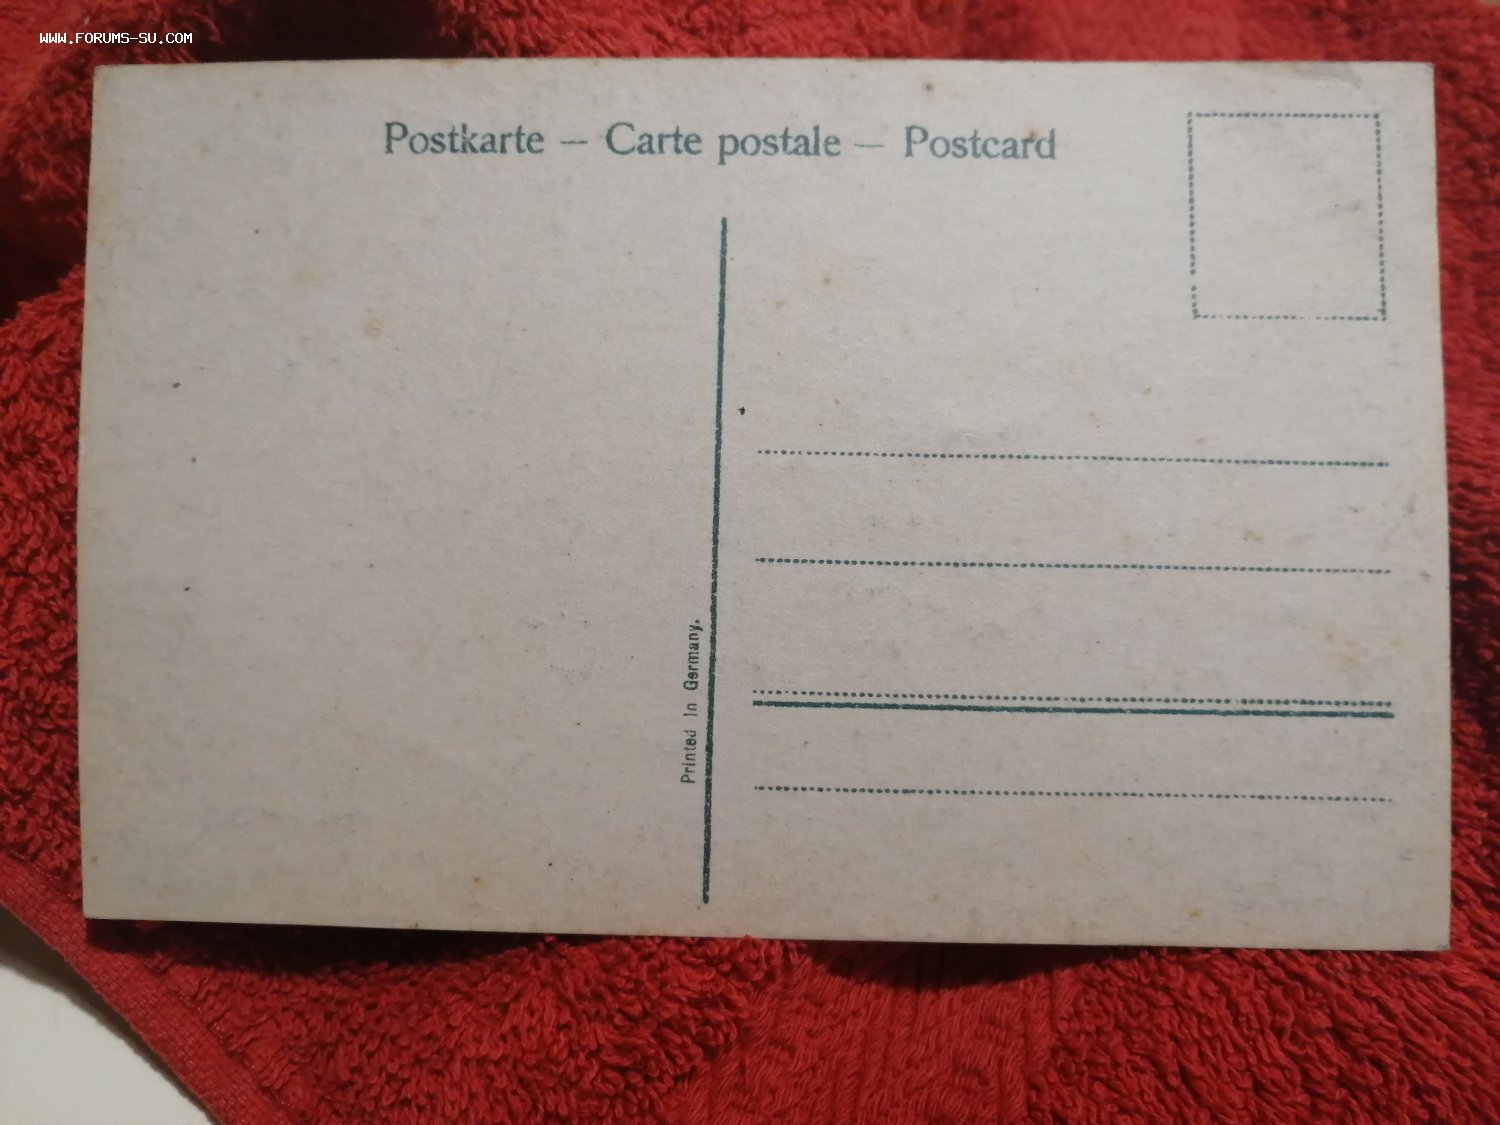 WWW.FORUMS-SU.COM
Postkarte — Carte postale — Postcard
Printed in Germany.